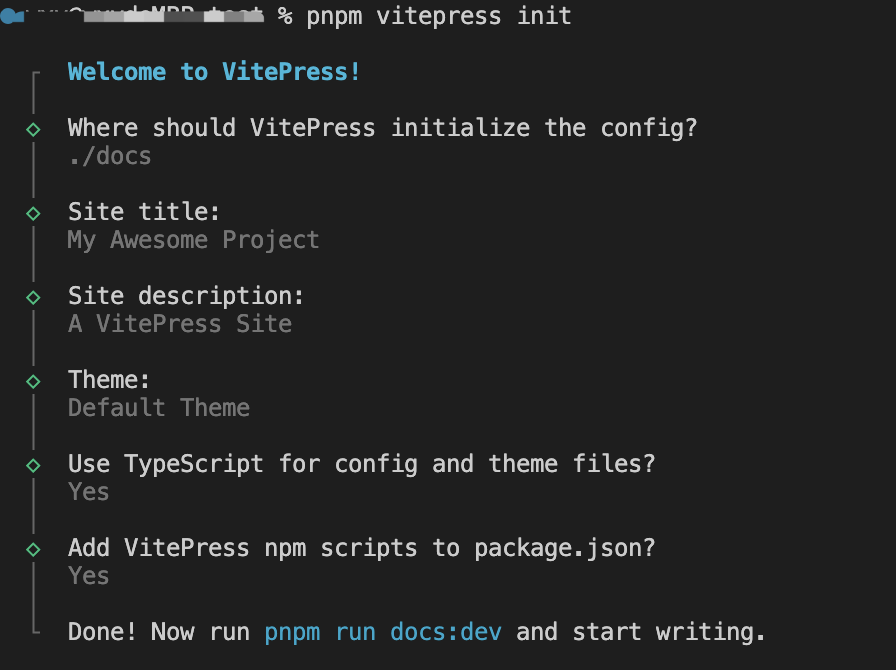 % pnpm vitepress init
Welcome to VitePress!
Where should VitePress initialize the config?
./docs
Site title:
My Awesome Project
Site description:
A VitePress Site
Theme:
Default Theme
Use TypeScript for config and theme files?
Yes
Add VitePress npm scripts to package.json?
Yes
Done! Now run pnpm run docs:dev and start writing.